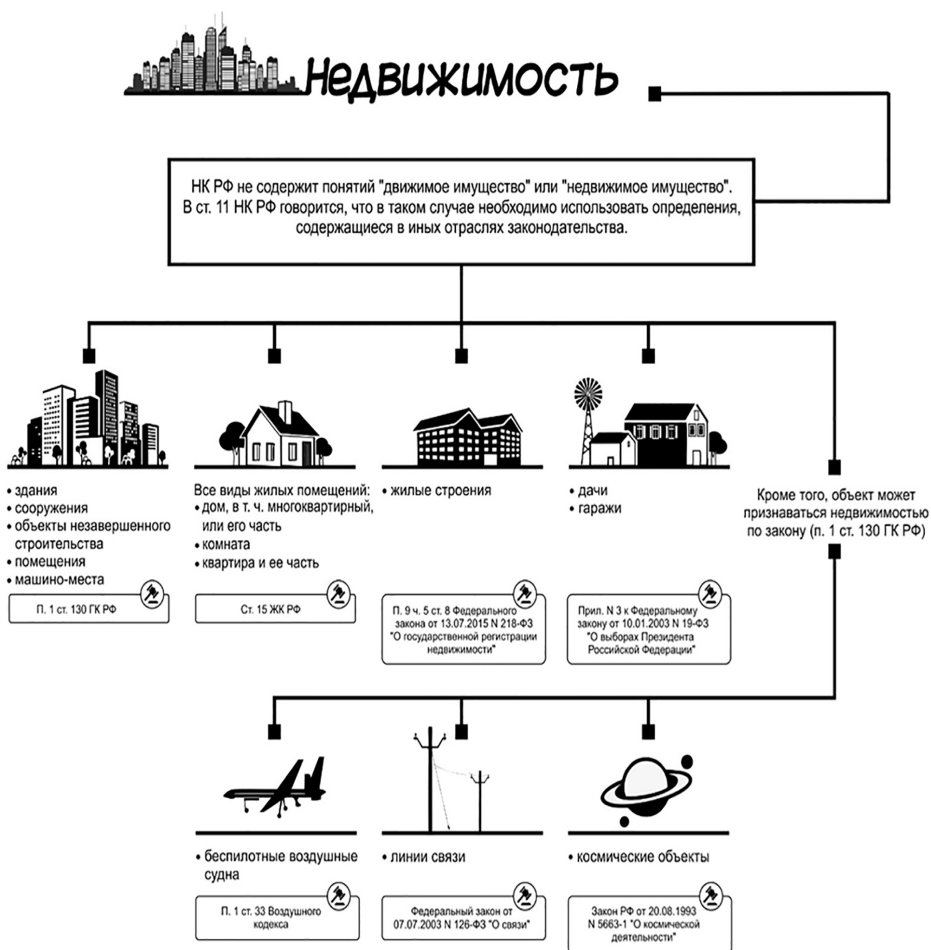 Недвижимость
НК РФ не содержит понятий "движимое имущество" или "недвижимое имущество".
В ст. 11 НК РФ говорится, что в таком случае необходимо использовать определения,
содержащиеся в иных отраслях законодательства.
• здания
• сооружения
• объекты незавершенного
строительства
• помещения
• машино-места
П. 1 ст. 130 ГК РФ
Все виды жилых помещений:
• дом, в т. ч. многоквартирный,
или его часть
• комната
• квартира и ее часть
Ст. 15 ЖК РФ
• жилые строения
П. 9 ч. 5 ст. 8 Федерального
закона от 13.07.2015 N 218-ФЗ
"О государственной регистрации
недвижимости"
• дачи
• гаражи
Прил. N 3 к Федеральному
закону от 10.01.2003 N 19-ФЗ
"О выборах Президента
Российской Федерации"
Кроме того, объект может
признаваться недвижимостью
по закону (п. 1 ст. 130 ГК РФ)
• беспилотные воздушные
судна
П. 1 ст. 33 Воздушного
кодекса
• линии связи
Федеральный закон от
07.07.2003 N 126-ФЗ "О связи"
• космические объекты
Закон РФ от 20.08.1993
N 5663-1 "О космической
деятельности"